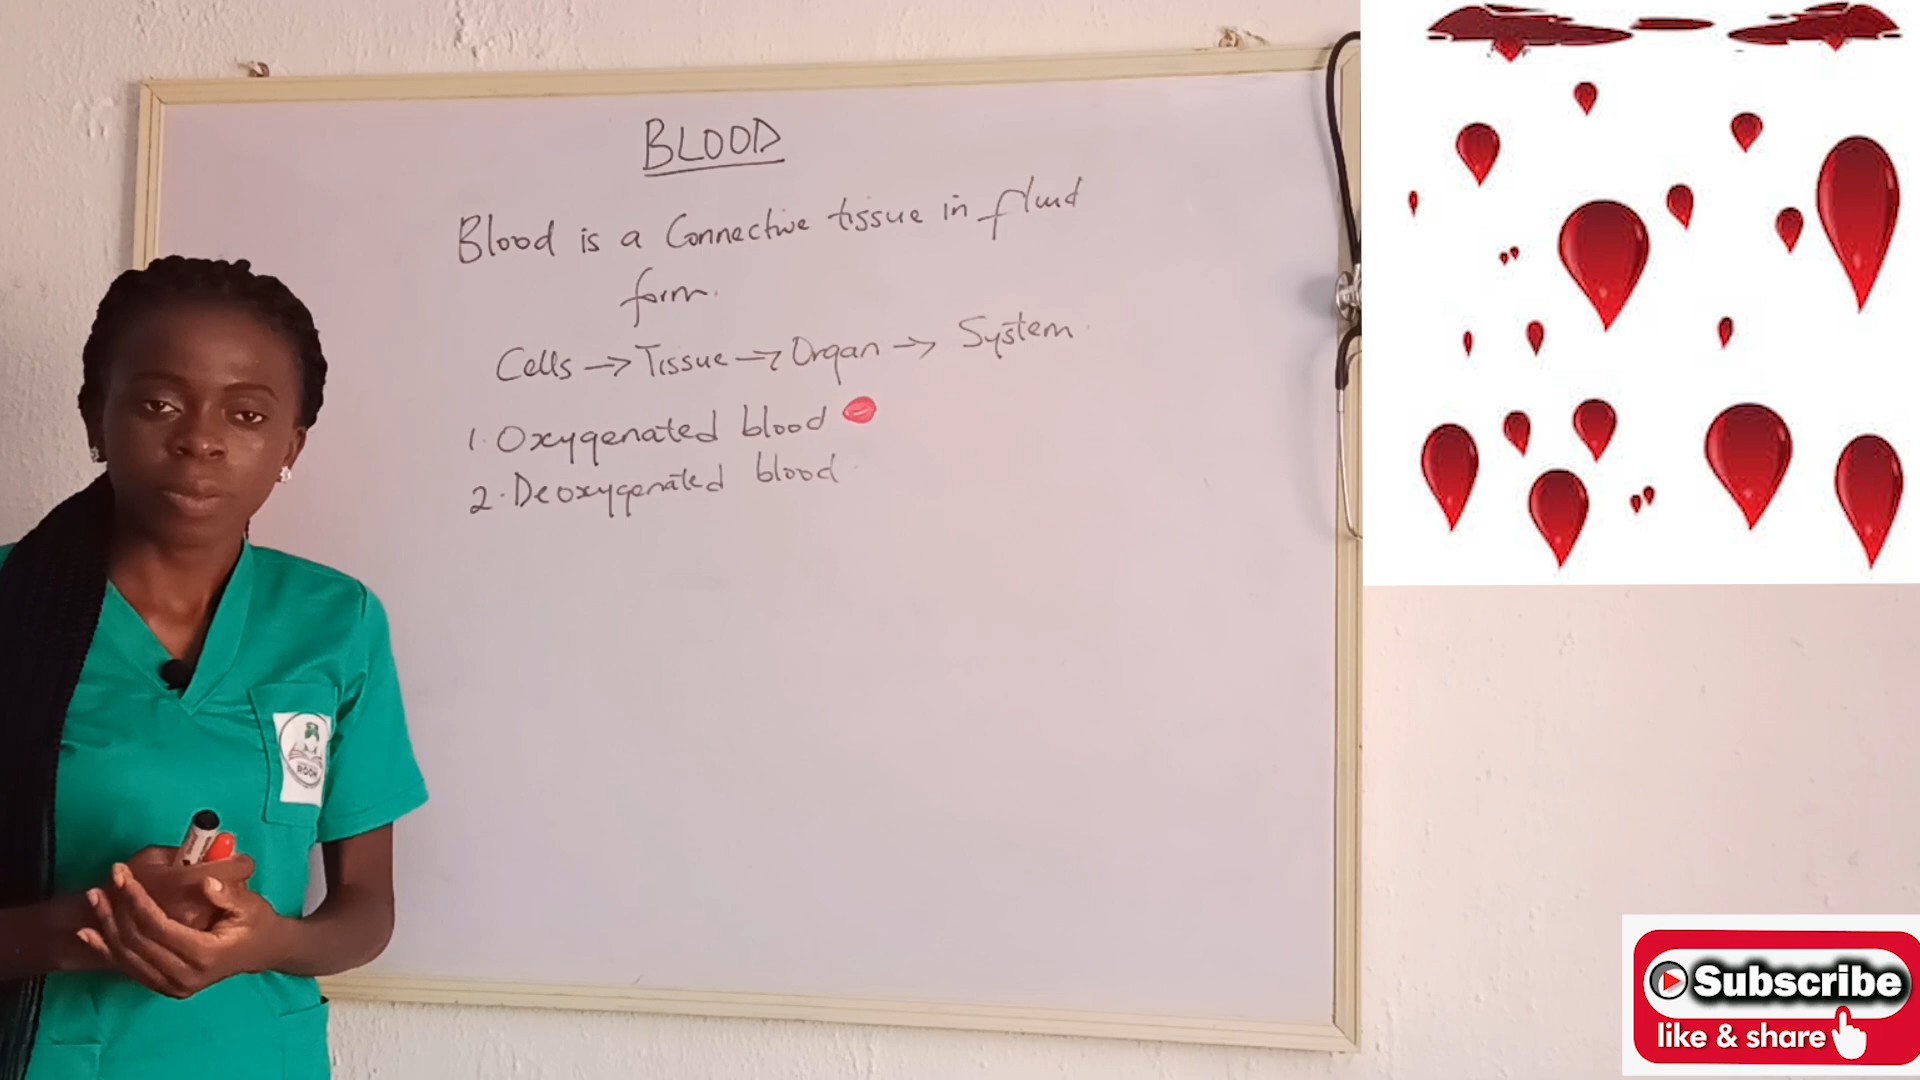 BLOOD
Blood is a Connective tissue in fluid
form.
Cells → Tissue → Organ → System
1. Oxygenated blood
2. Deoxygenated blood
Subscribe
like & share